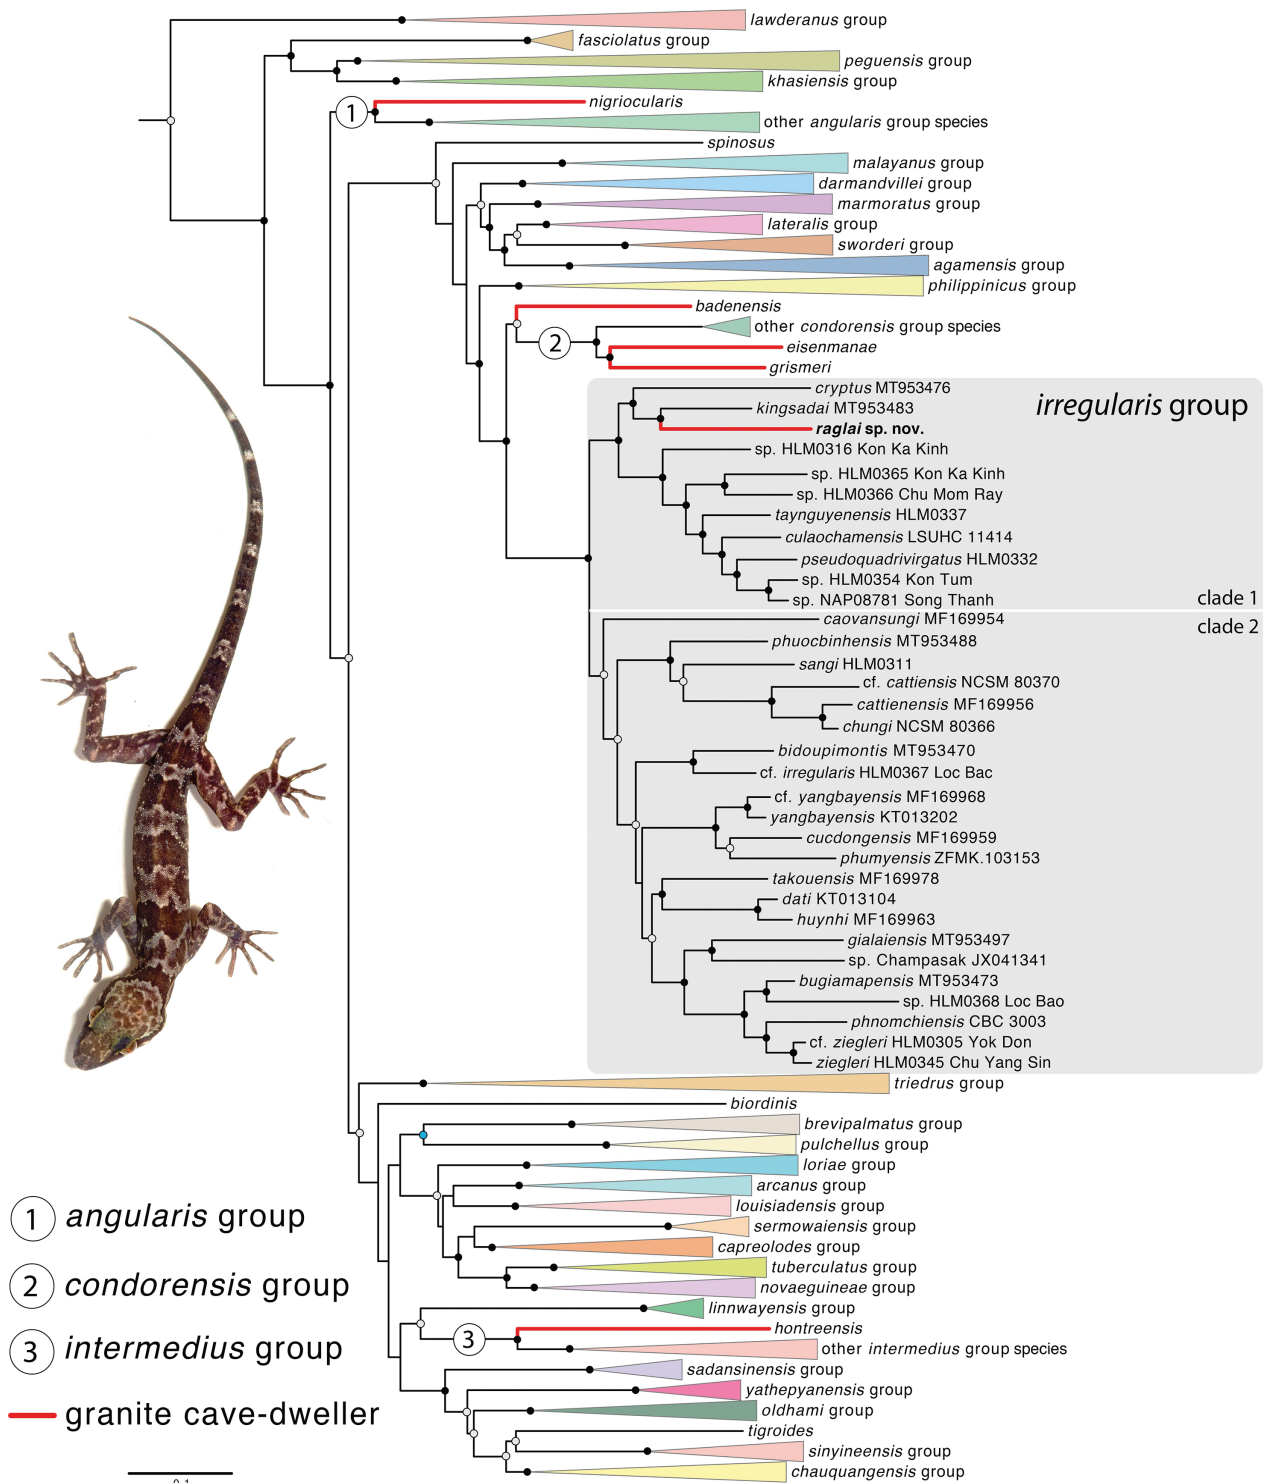 lawderanus group
fasciolatus group
peguensis group
khasiensis group
nigriocularis
1
other angularis group species
spinosus
malayanus group
darmandvillei group
marmoratus group
lateralis group
sworderi group
agamensis group
philippinicus group
badenensis
other condorensis group species
2
eisenmanae
grismeri
irregularis group
cryptus MT953476
kingsadai MT953483
raglai sp. nov.
sp. HLM0316 Kon Ka Kinh
sp. HLM0365 Kon Ka Kinh
sp. HLM0366 Chu Mom Ray
taynguyenensis HLM0337
culaochamensis LSUHC 11414
pseudoquadrivirgatus HLM0332
sp. HLM0354 Kon Tum
sp. NAP08781 Song Thanh
clade 1
caovansungi MF169954
clade 2
phuocbinhensis MT953488
sangi HLM0311
cf. cattiensis NCSM 80370
cattienensis MF169956
chungi NCSM 80366
bidoupimontis MT953470
cf. irregularis HLM0367 Loc Bac
cf. yangbayensis MF169968
yangbayensis KT013202
cucdongensis MF169959
phumyensis ZFMK.103153
takouensis MF169978
dati KT013104
huynhi MF169963
gialaiensis MT953497
sp. Champasak JX041341
bugiamapensis MT953473
sp. HLM0368 Loc Bao
phnomchiensis CBC 3003
cf. ziegleri HLM0305 Yok Don
ziegleri HLM0345 Chu Yang Sin
triedrus group
biordinis
brevipalmatus group
pulchellus group
loriae group
arcanus group
louisiadensis group
sermowaiensis group
capreolodes group
tuberculatus group
novaeguineae group
linnwayensis group
hontreensis
3
other intermedius group species
sadansinensis group
yathepyanensis group
oldhami group
tigroides
sinyineensis group
chauquangensis group
1 angularis group
2 condorensis group
3 intermedius group
granite cave-dweller